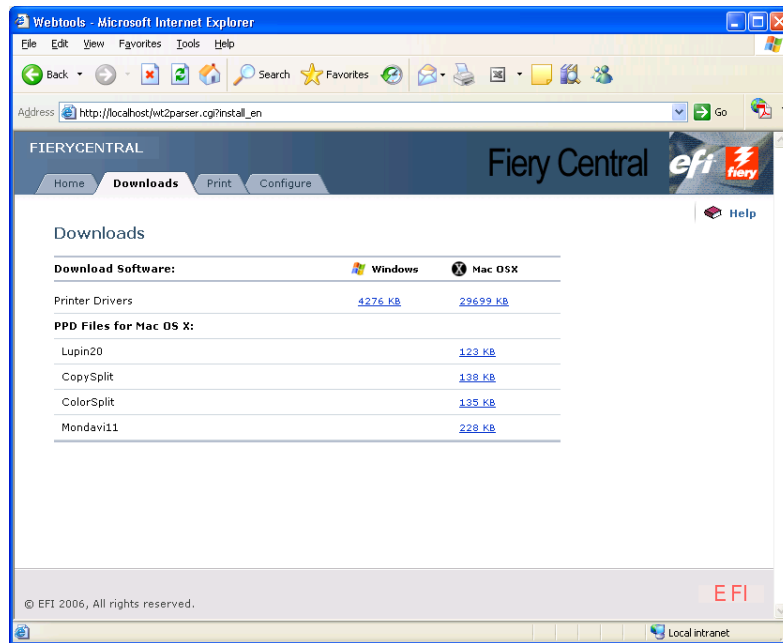 Webtools - Microsoft Internet Explorer
File Edit View Favorites Tools Help
Back Search Favorites
Address http://localhost/wt2parser.cgi?install_en Go
FIERYCENTRAL
Fiery Central efi fiery
Home Downloads Print Configure
Help
Downloads
Download Software: Windows Mac OSX
Printer Drivers 4276 KB 29699 KB
PPD Files for Mac OS X:
Lupin20 123 KB
CopySplit 138 KB
ColorSplit 135 KB
Mondavi11 228 KB
EFI
© EFI 2006, All rights reserved.
Local intranet